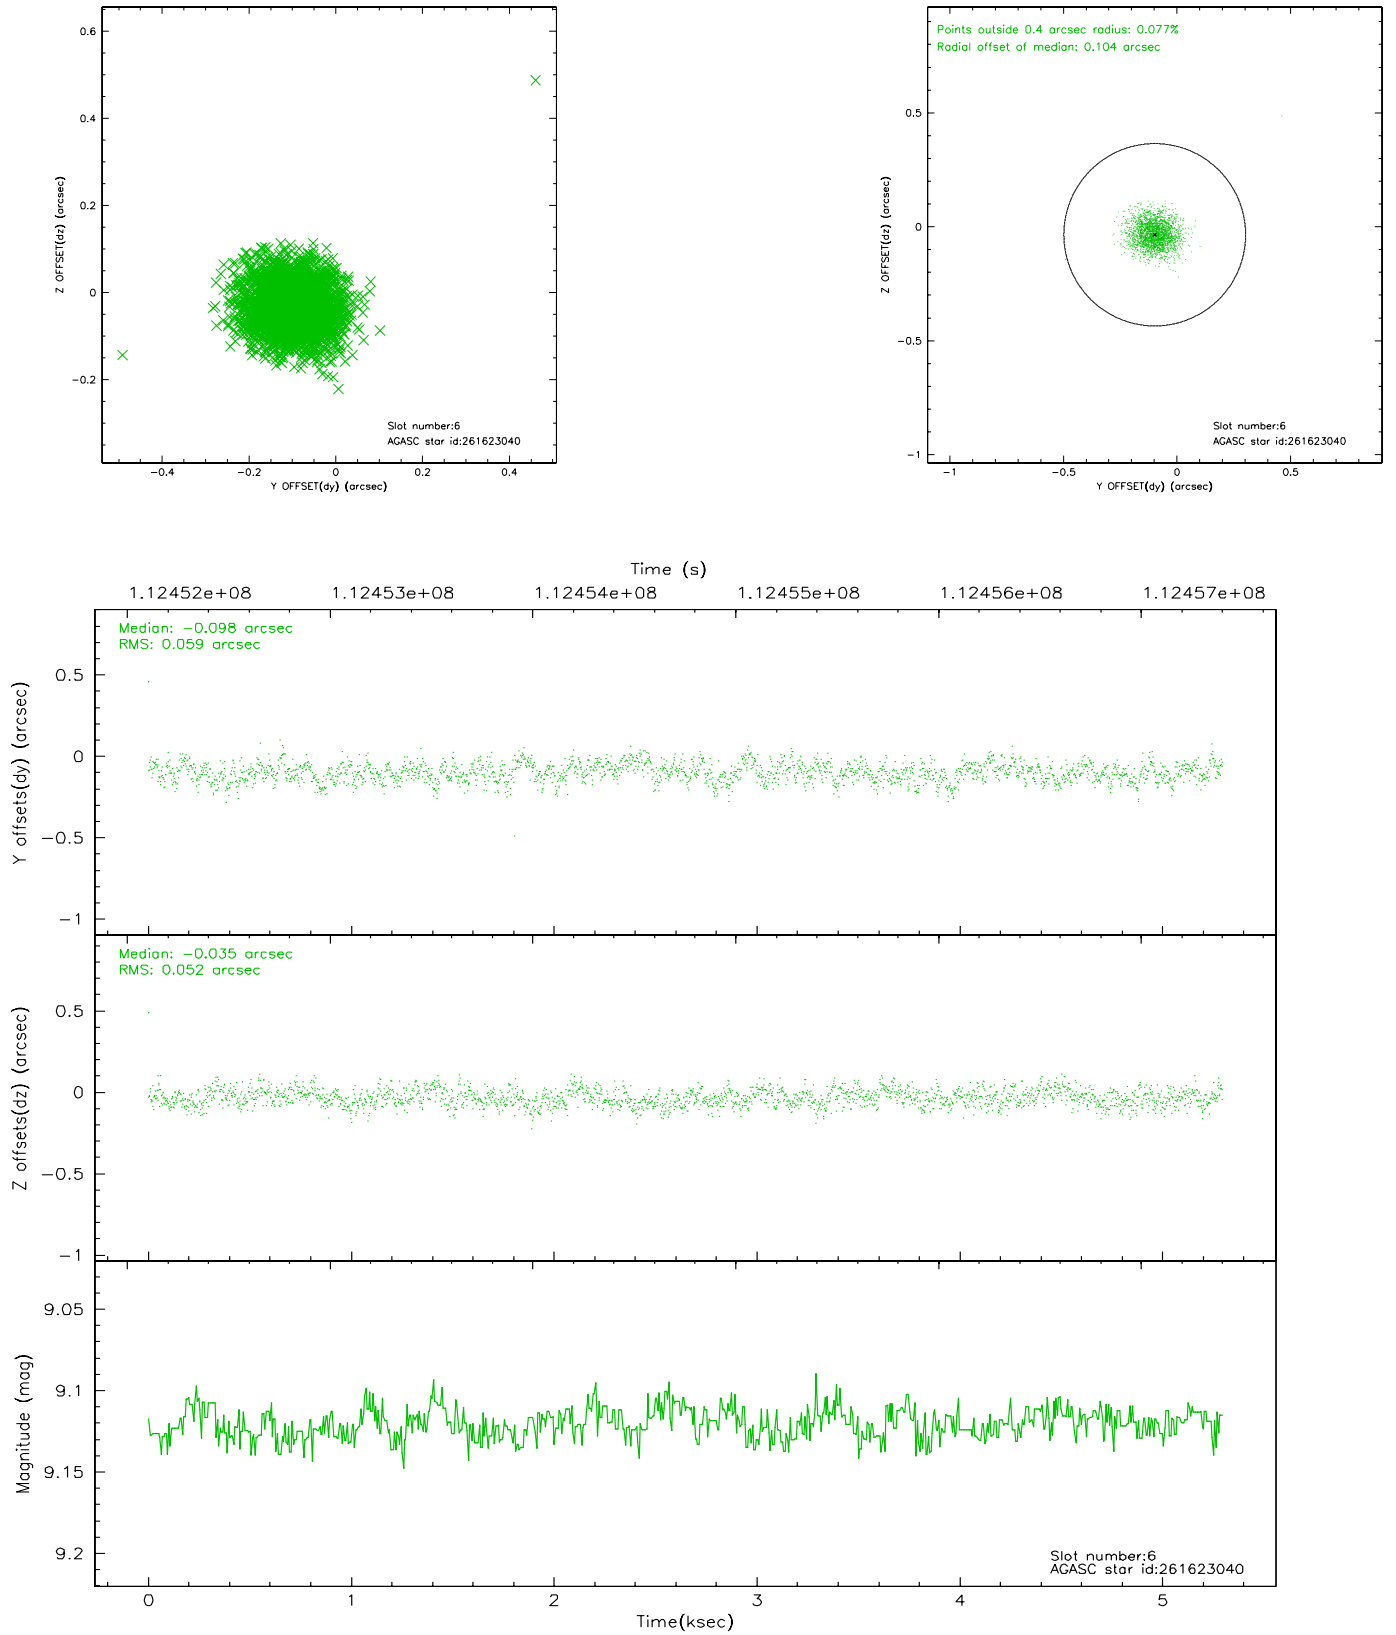 0.6
0.4
0.2
0
−0.2
Z OFFSET(dz) (arcsec)
−0.4
−0.2
0
0.2
0.4
Y OFFSET(dy) (arcsec)
Slot number:6
AGASC star id:261623040
Points outside 0.4 arcsec radius: 0.077%
Radial offset of median: 0.104 arcsec
0.5
0
−0.5
−1
Z OFFSET(dz) (arcsec)
−1
−0.5
0
0.5
Y OFFSET(dy) (arcsec)
Slot number:6
AGASC star id:261623040
Time (s)
1.12452e+08
1.12453e+08
1.12454e+08
1.12455e+08
1.12456e+08
1.12457e+08
Median: −0.098 arcsec
RMS: 0.059 arcsec
0.5
0
−0.5
−1
Y offsets(dy) (arcsec)
Median: −0.035 arcsec
RMS: 0.052 arcsec
0.5
0
−0.5
−1
Z offsets(dz) (arcsec)
9.05
9.1
9.15
9.2
Magnitude (mag)
Slot number:6
AGASC star id:261623040
0
1
2
3
4
5
Time(ksec)